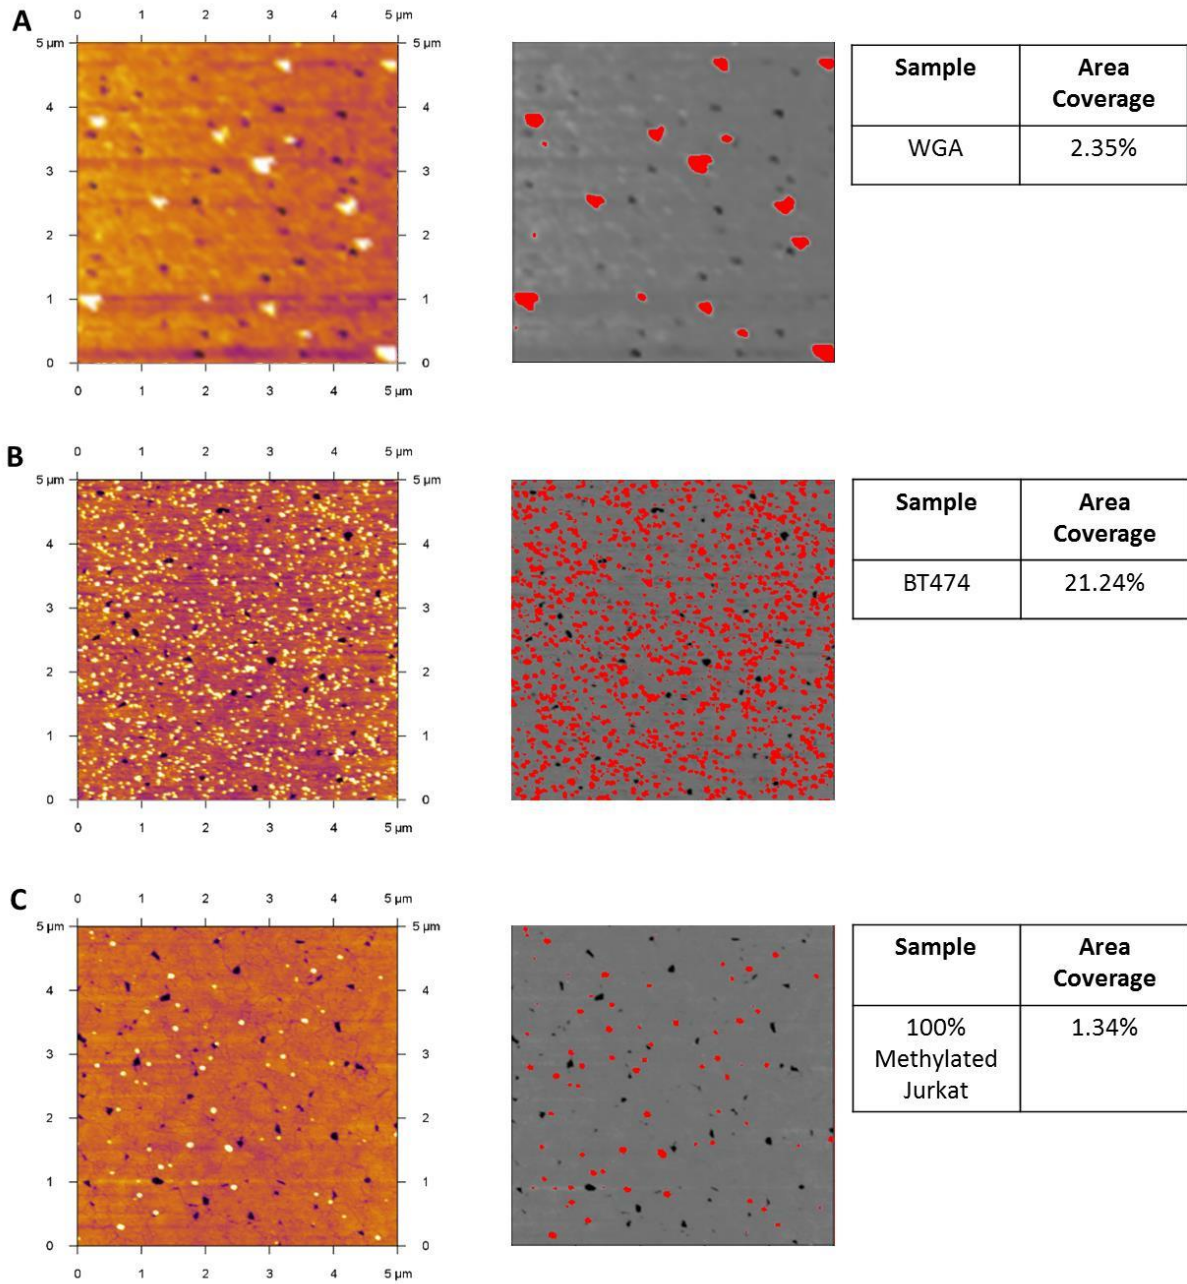 A
0 1 2 3 4 5 µm
5 µm
4 4
3 3
2 2
1 1
0 0
0 1 2 3 4 5 µm
Sample Area
Coverage
WGA 2.35%
B
0 1 2 3 4 5 µm
5 µm 5 µm
4 4
3 3
2 2
1 1
0 0
0 1 2 3 4 5 µm
Sample Area
Coverage
BT474 21.24%
C
0 1 2 3 4 5 µm
5 µm 5 µm
4 4
3 3
2 2
1 1
0 0
0 1 2 3 4 5 µm
Sample Area
Coverage
100% 1.34%
Methylated
Jurkat